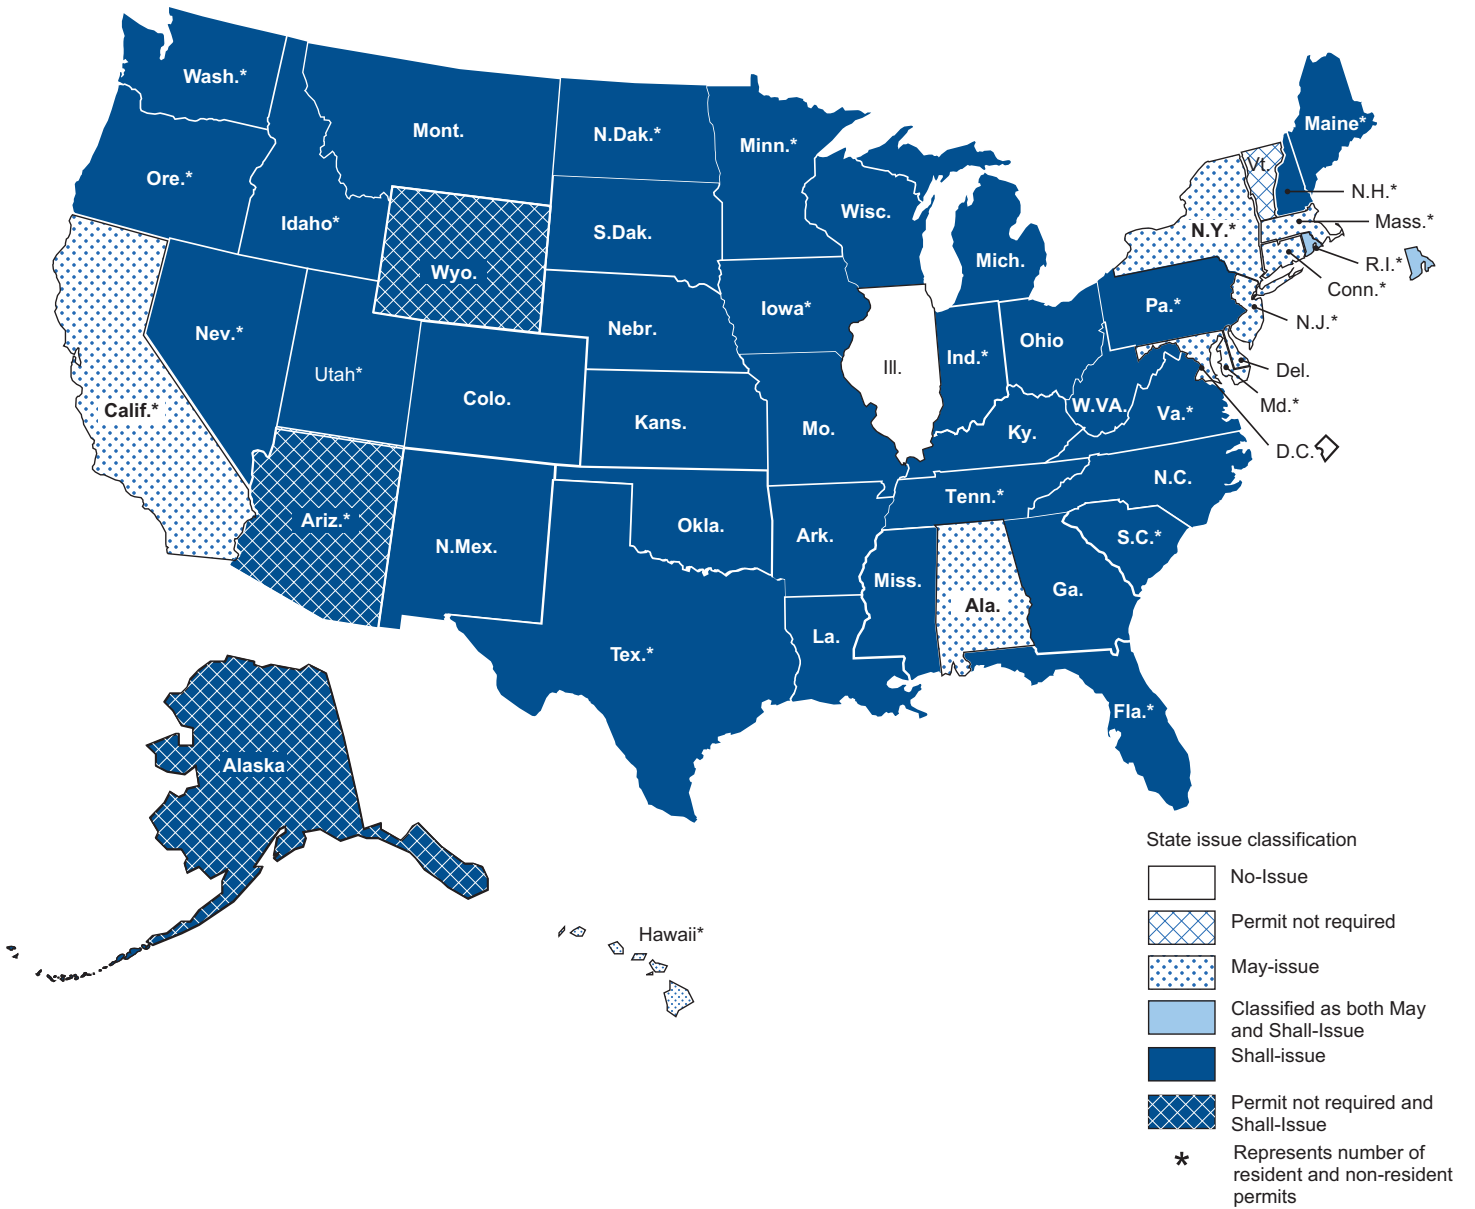 Wash.*
Mont.
N.Dak.*
Minn.*
Maine*
Ore.*
Idaho*
Wyo.
S.Dak.
Wisc.
Mich.
N.Y.*
Vt.
N.H.*
Mass.*
R.I.*
Conn.*
N.J.*
Nev.*
Utah*
Colo.
Nebr.
Iowa*
Ill.
Ind.*
Ohio
Pa.*
Del.
Md.*
D.C.
Calif.*
Kans.
Mo.
Ky.
W.VA.
Va.*
Ariz.*
N.Mex.
Okla.
Ark.
Tenn.*
N.C.
S.C.*
Tex.*
La.
Miss.
Ala.
Ga.
Fla.*
Alaska
Hawaii*
State issue classification
No-Issue
Permit not required
May-issue
Classified as both May
and Shall-Issue
Shall-issue
Permit not required and
Shall-Issue
*
Represents number of
resident and non-resident
permits